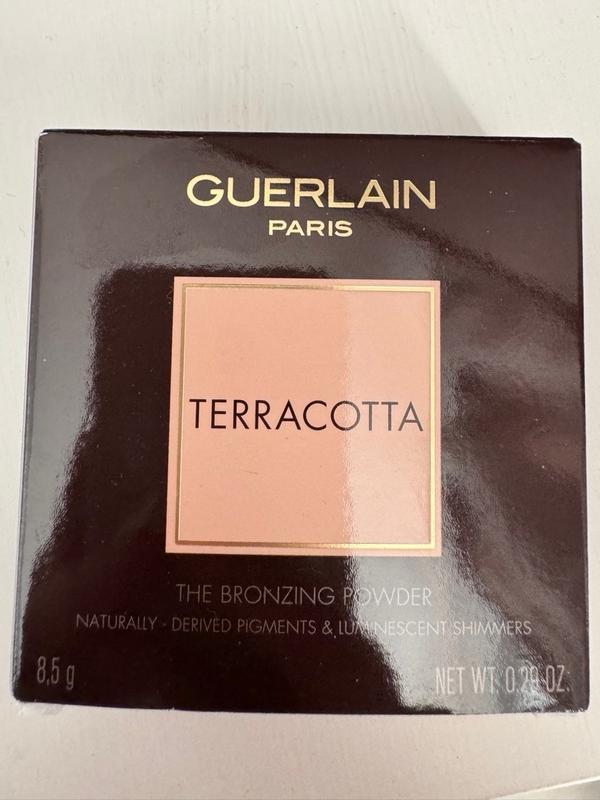 GUERLAIN
PARIS
TERRACOTTA
THE BRONZING POWDER
NATURALLY - DERIVED PIGMENTS & LUMINESCENT SHIMMERS
8,5 g
NET WT. 0.29 OZ.